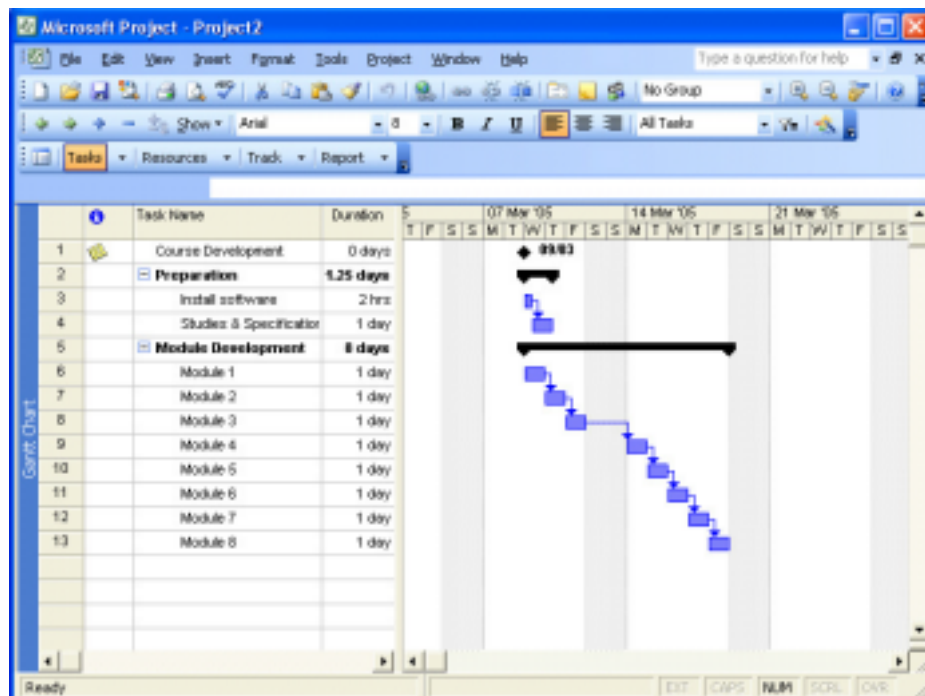 Microsoft Project - Project2
File Edit View Insert Format Tools Project Window Help Type a question for help
No Group
Show Arial 8 B I U All Tasks
Tasks Resources Track Report
Task Name Duration 07 Mar '05 14 Mar '05 21 Mar '05
T F S S M T W T F S S M T W T F S S M T W T F S S
1 Course Development 0 days 09/03
2 Preparation 1.25 days
3 Install software 2 hrs
4 Studies & Specification 1 day
5 Module Development 8 days
6 Module 1 1 day
7 Module 2 1 day
8 Module 3 1 day
9 Module 4 1 day
10 Module 5 1 day
11 Module 6 1 day
12 Module 7 1 day
13 Module 8 1 day
Gantt Chart
Ready EXT CAPS NUM SCRL OVR